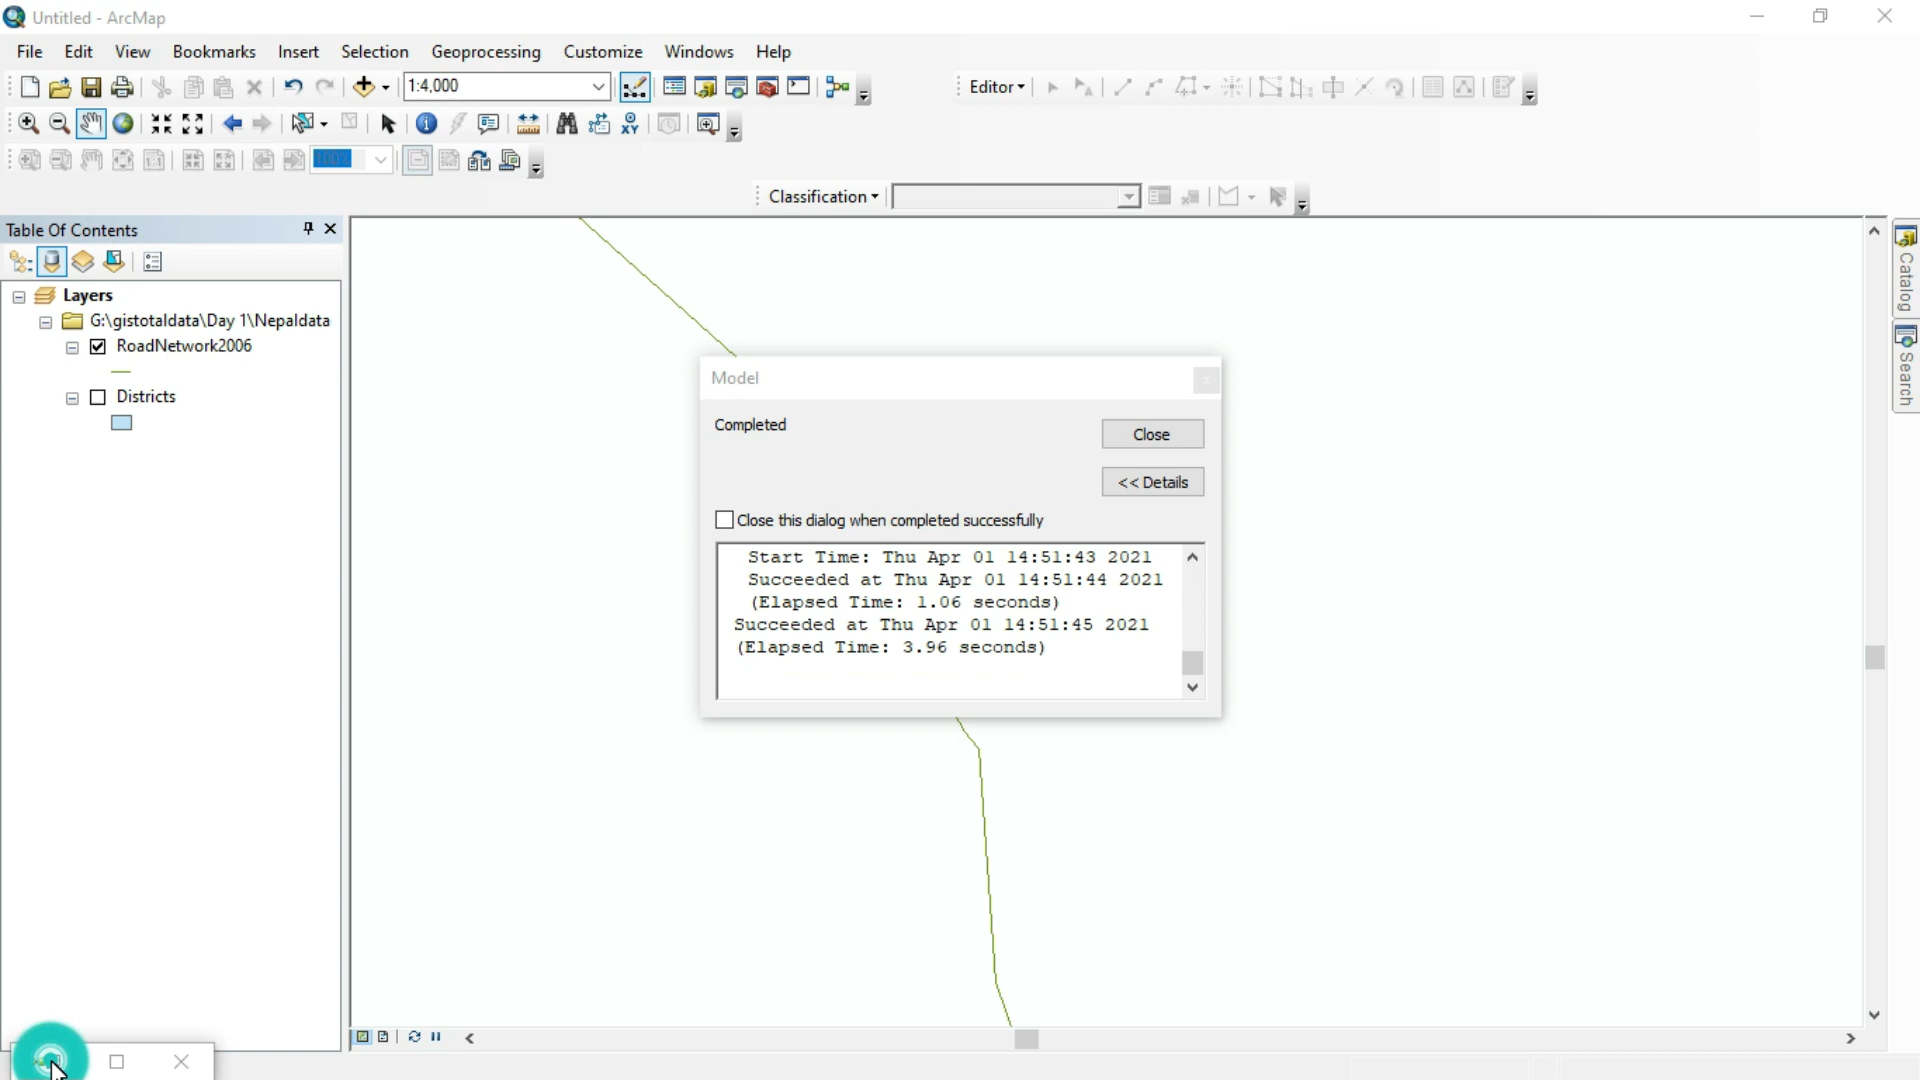 Untitled - ArcMap
File Edit View Bookmarks Insert Selection Geoprocessing Customize Windows Help
1:4,000
Editor
XY
1:1
100%
Classification
Table Of Contents
Layers
G:\gistotaldata\Day 1\Nepaldata
RoadNetwork2006
Districts
Model
Completed
Close
<< Details
Close this dialog when completed successfully
Start Time: Thu Apr 01 14:51:43 2021
Succeeded at Thu Apr 01 14:51:44 2021
(Elapsed Time: 1.06 seconds)
Succeeded at Thu Apr 01 14:51:45 2021
(Elapsed Time: 3.96 seconds)
Catalog
Search